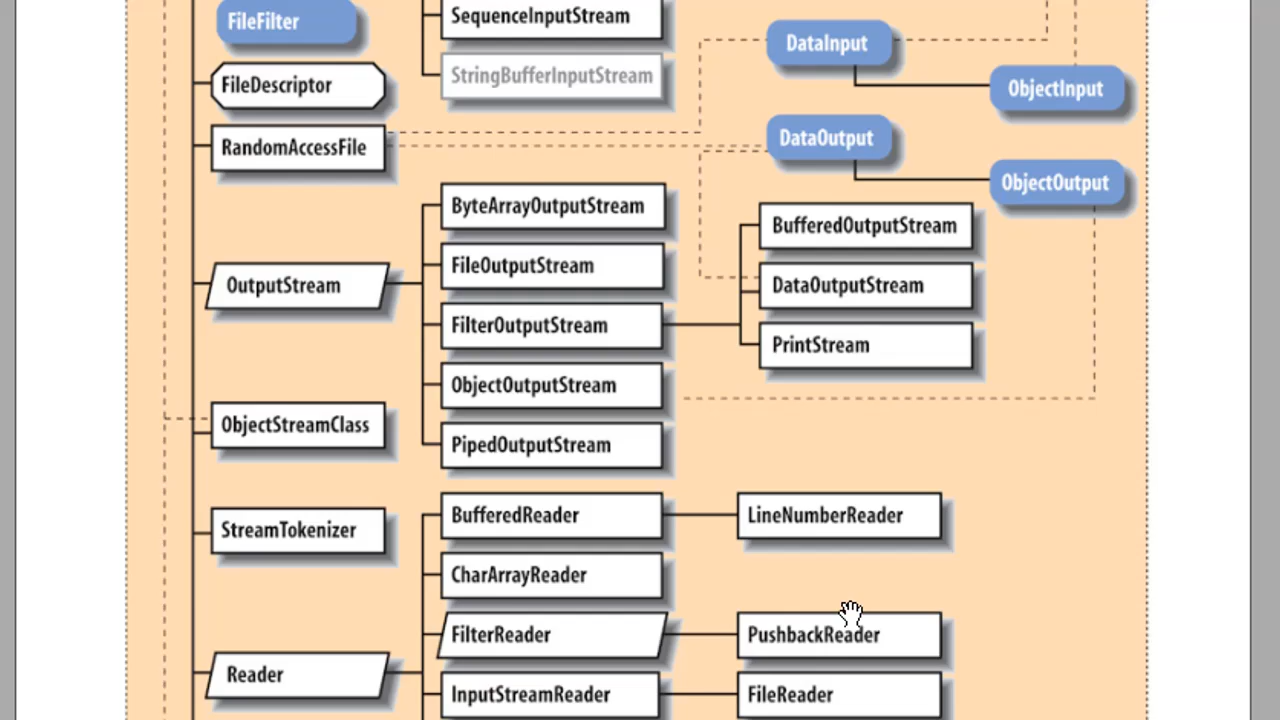 FileFilter
SequenceInputStream
DataInput
FileDescriptor
StringBufferInputStream
ObjectInput
RandomAccessFile
DataOutput
ObjectOutput
ByteArrayOutputStream
BufferedOutputStream
FileOutputStream
OutputStream
DataOutputStream
FilterOutputStream
PrintStream
ObjectOutputStream
ObjectStreamClass
PipedOutputStream
BufferedReader
LineNumberReader
StreamTokenizer
CharArrayReader
FilterReader
PushbackReader
Reader
InputStreamReader
FileReader